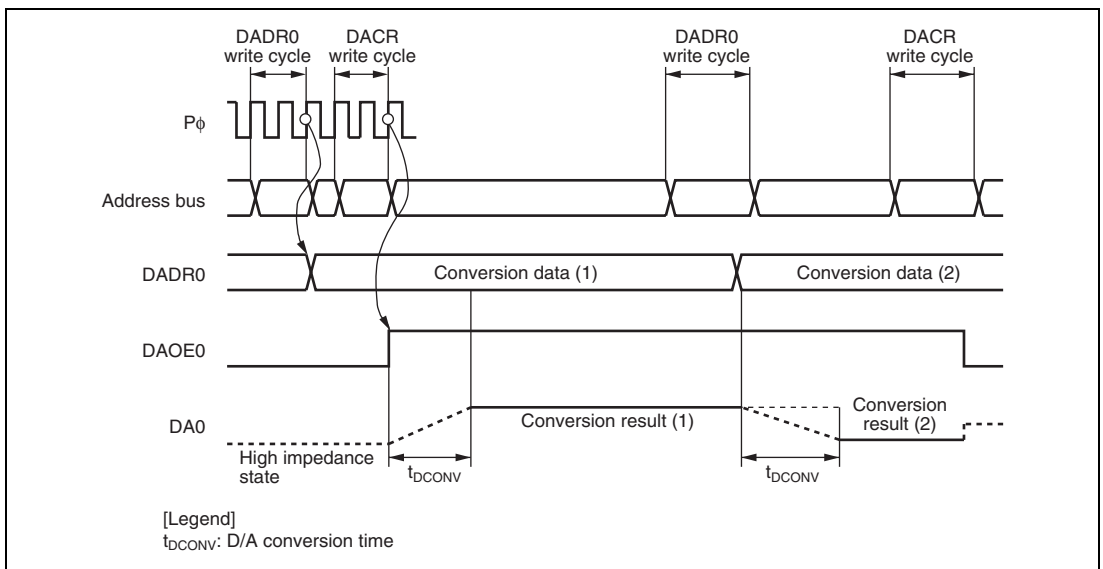 DADR0 write cycle
DACR write cycle
DADR0 write cycle
DACR write cycle
Pϕ
Address bus
DADR0
Conversion data (1)
Conversion data (2)
DAOE0
DA0
Conversion result (1)
Conversion result (2)
High impedance state
tDCONV
tDCONV
[Legend]
tDCONV: D/A conversion time